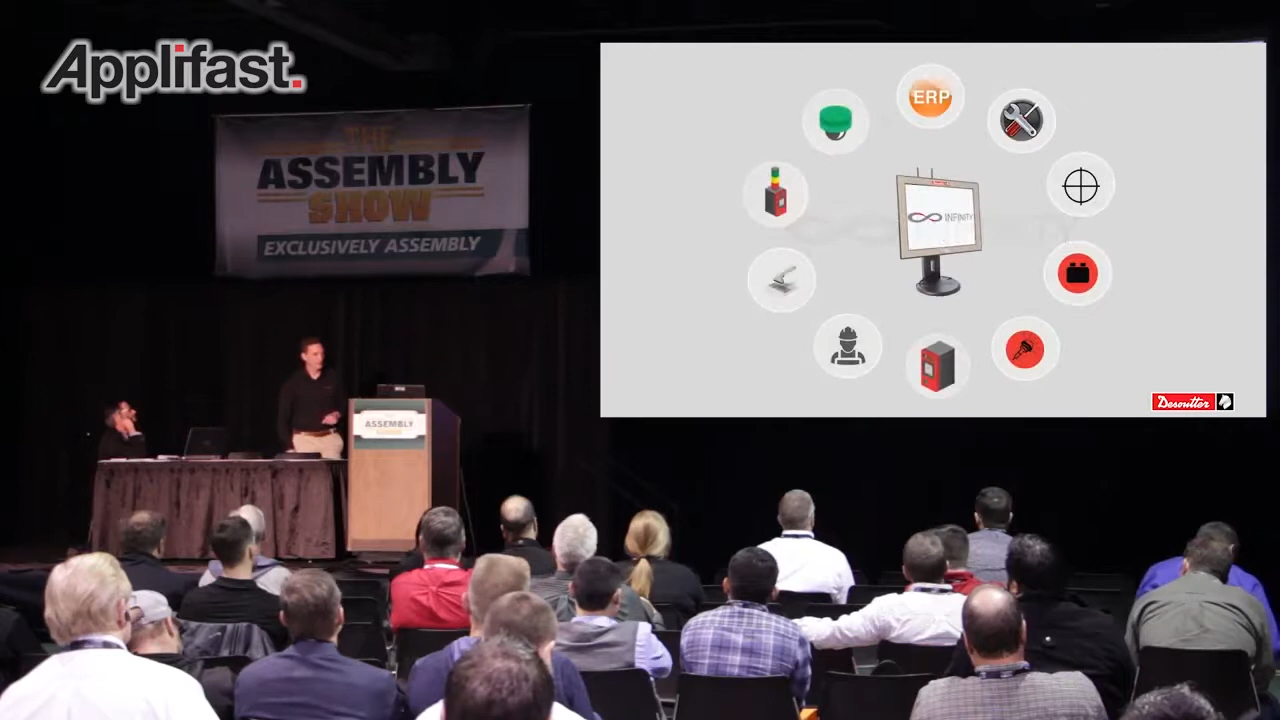 Applifast.
THE
ASSEMBLY
SHOW
EXCLUSIVELY ASSEMBLY
ERP
INFINITY
Desoutter
ASSEMBLY